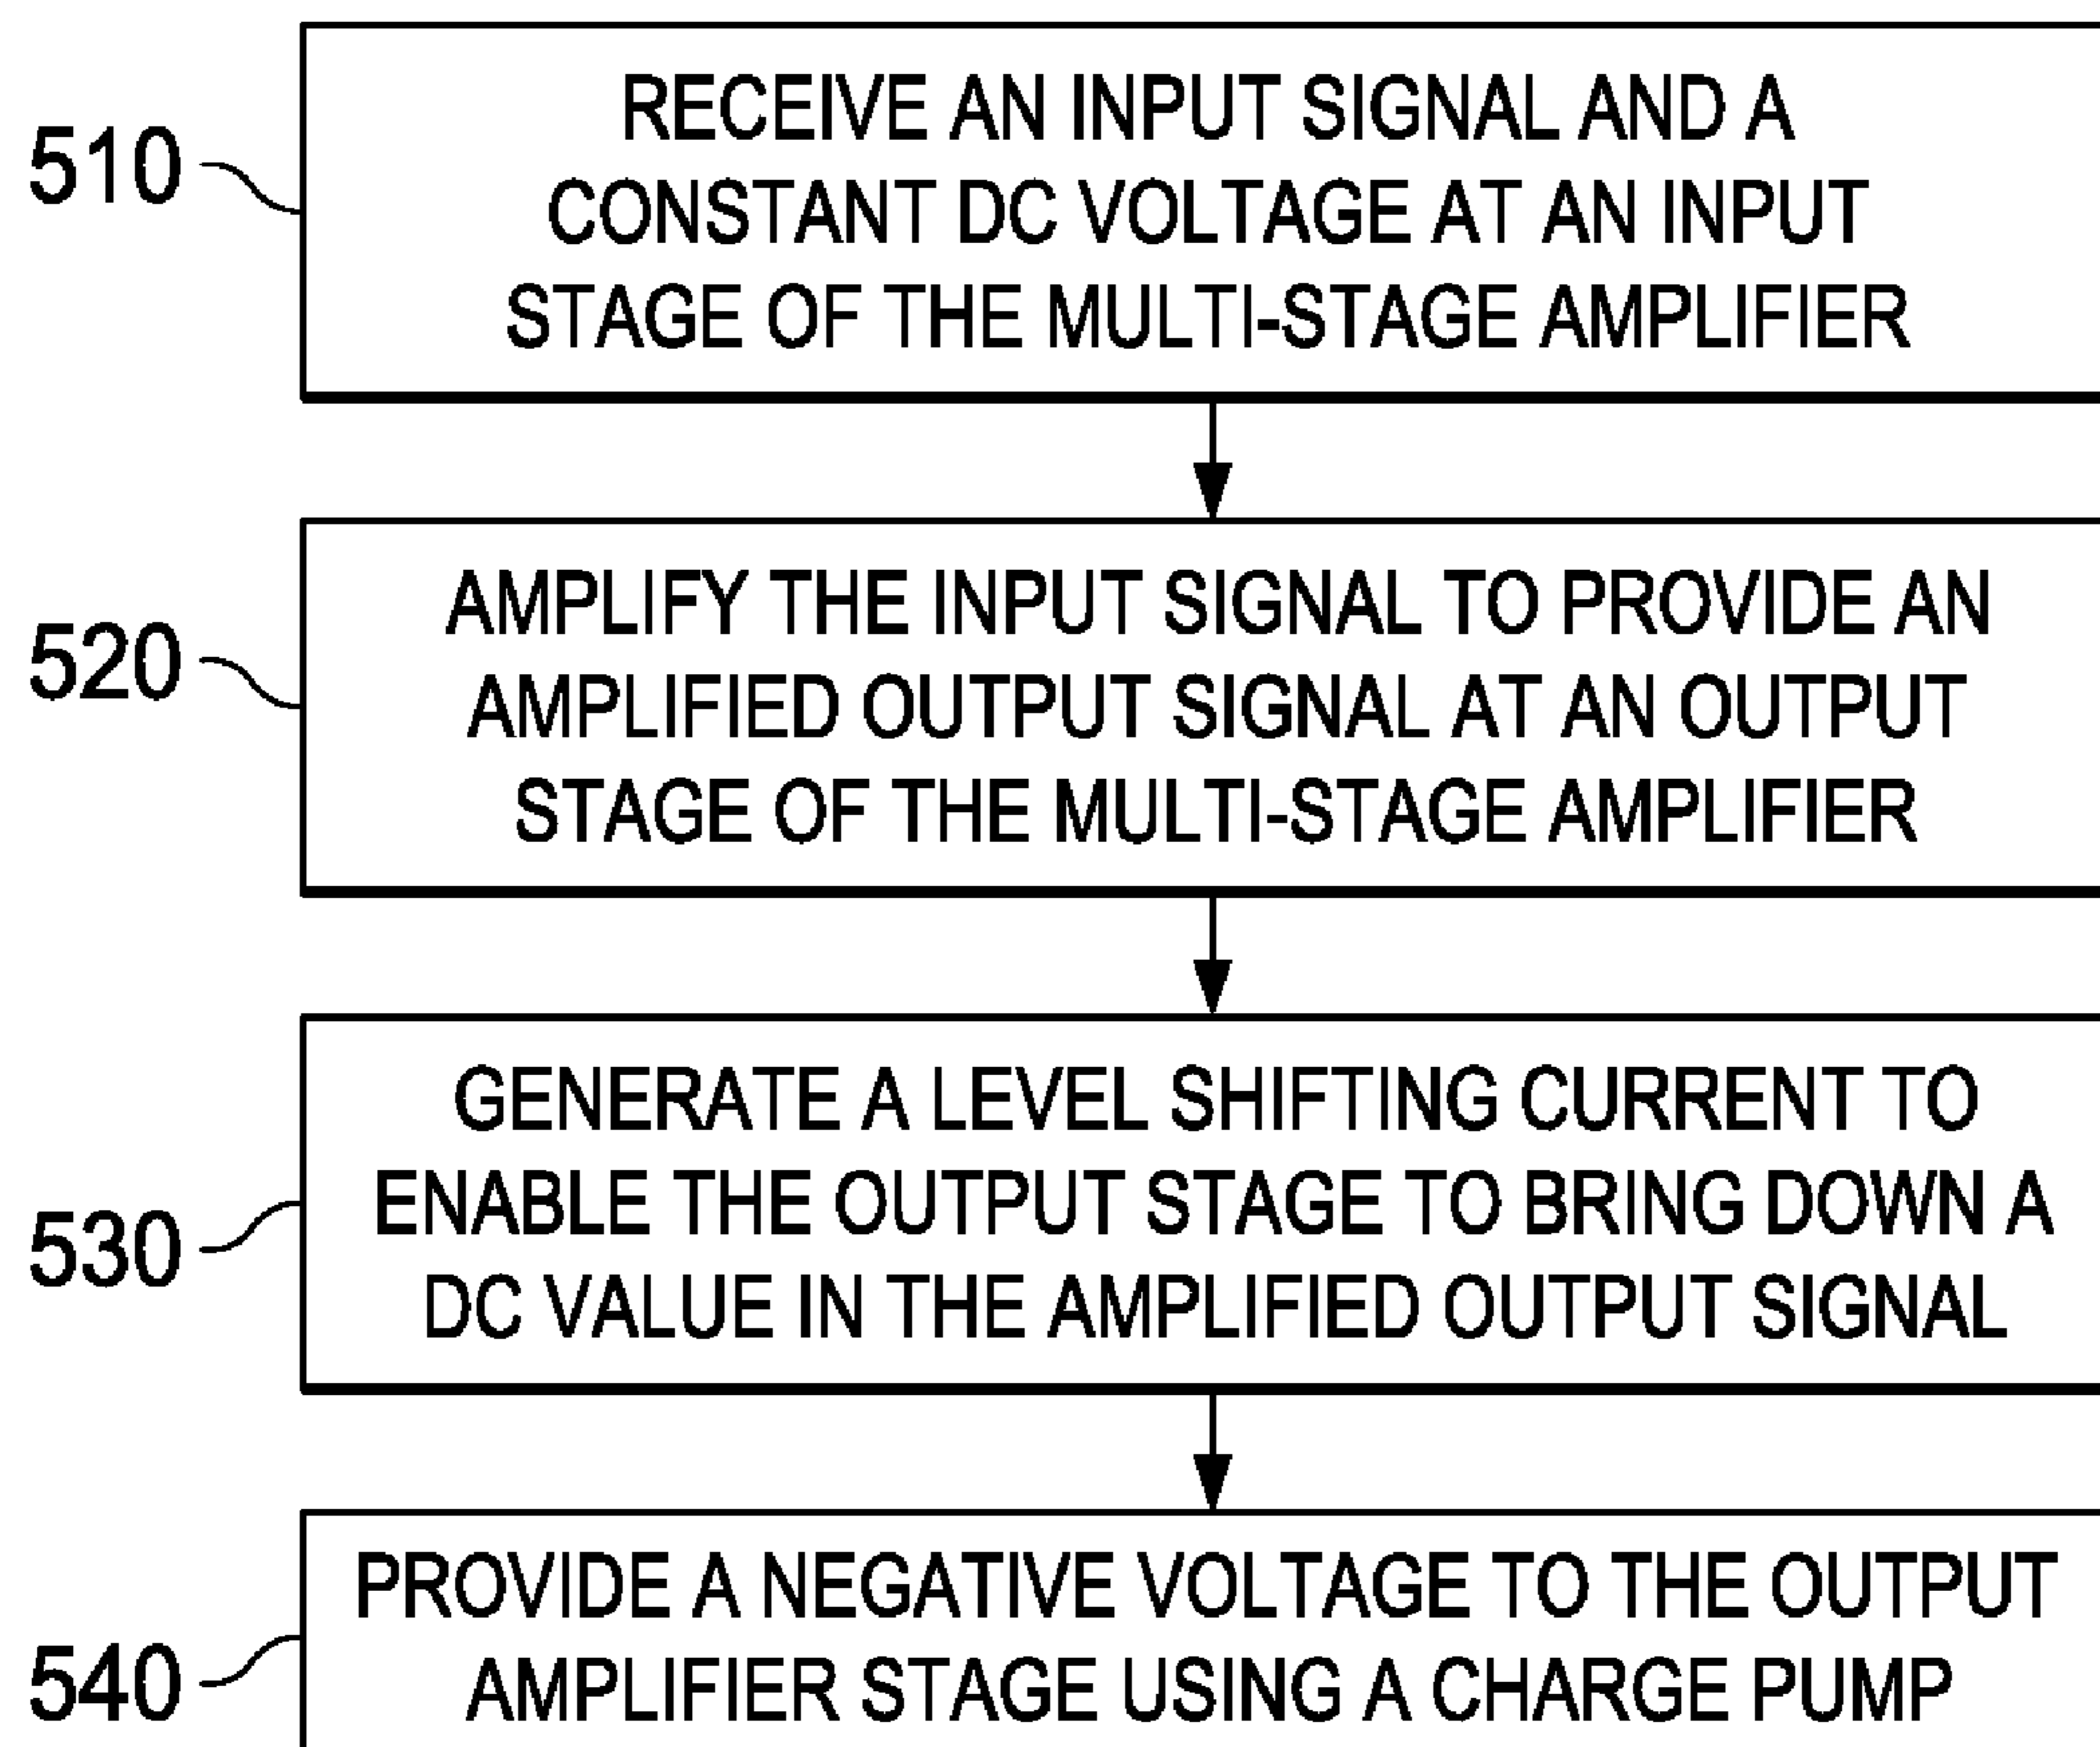 510
RECEIVE AN INPUT SIGNAL AND A
CONSTANT DC VOLTAGE AT AN INPUT
STAGE OF THE MULTI-STAGE AMPLIFIER
520
AMPLIFY THE INPUT SIGNAL TO PROVIDE AN
AMPLIFIED OUTPUT SIGNAL AT AN OUTPUT
STAGE OF THE MULTI-STAGE AMPLIFIER
530
GENERATE A LEVEL SHIFTING CURRENT TO
ENABLE THE OUTPUT STAGE TO BRING DOWN A
DC VALUE IN THE AMPLIFIED OUTPUT SIGNAL
540
PROVIDE A NEGATIVE VOLTAGE TO THE OUTPUT
AMPLIFIER STAGE USING A CHARGE PUMP